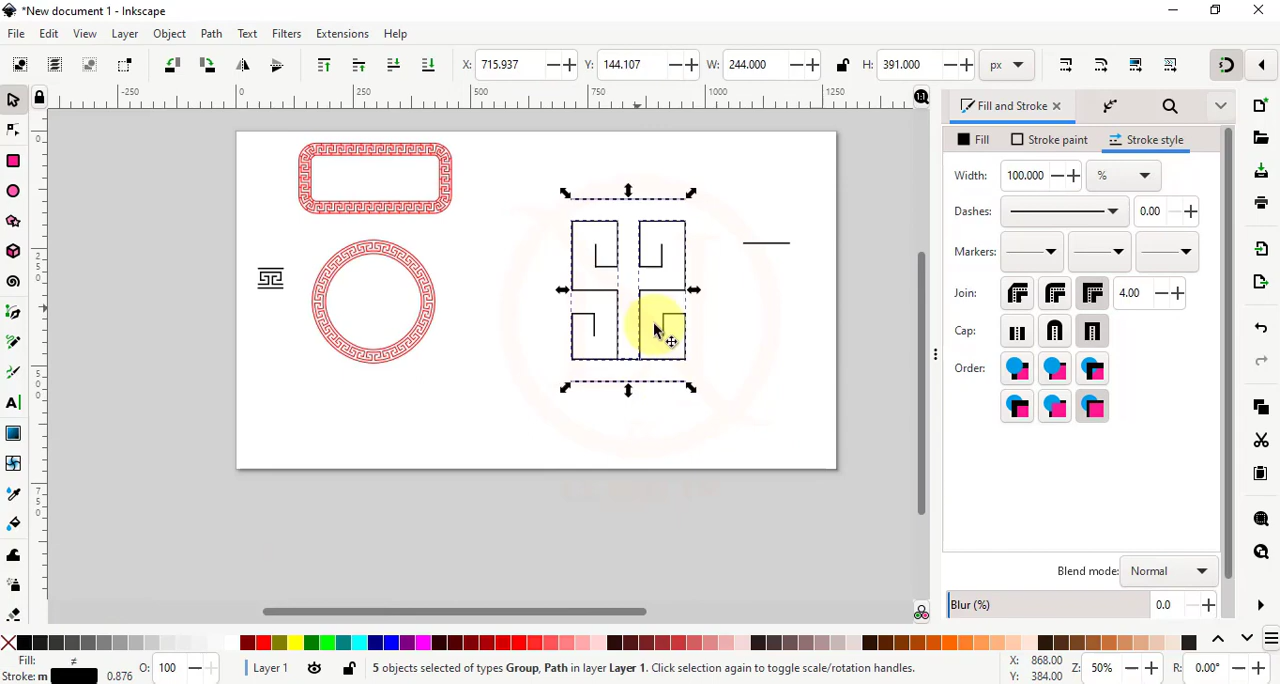 *New document 1 - Inkscape
File Edit View Layer Object Path Text Filters Extensions Help
X: 715.937 Y: 144.107 W: 244.000 H: 391.000 px
-250 0 250 500 750 1000 1250
Fill and Stroke
Fill Stroke paint Stroke style
Width: 100.000 %
Dashes: 0.00
Markers:
Join: 4.00
Cap:
Order:
0
250
500
750
Blend mode: Normal
Blur (%) 0.0
Fill: O: 100 Layer 1 5 objects selected of types Group, Path in layer Layer 1. Click selection again to toggle scale/rotation handles. X: 868.00 Z: 50% R: 0.00°
Stroke: m 0.876 Y: 384.00